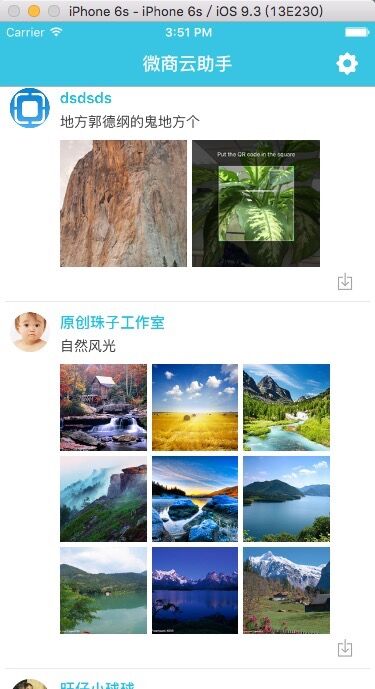 iPhone 6s - iPhone 6s / iOS 9.3 (13E230)
Carrier 3:51 PM
微商云助手
dsdsds
地方郭德纲的鬼地方个
Put the QR code in the square
原创珠子工作室
自然风光
旺仔小球球